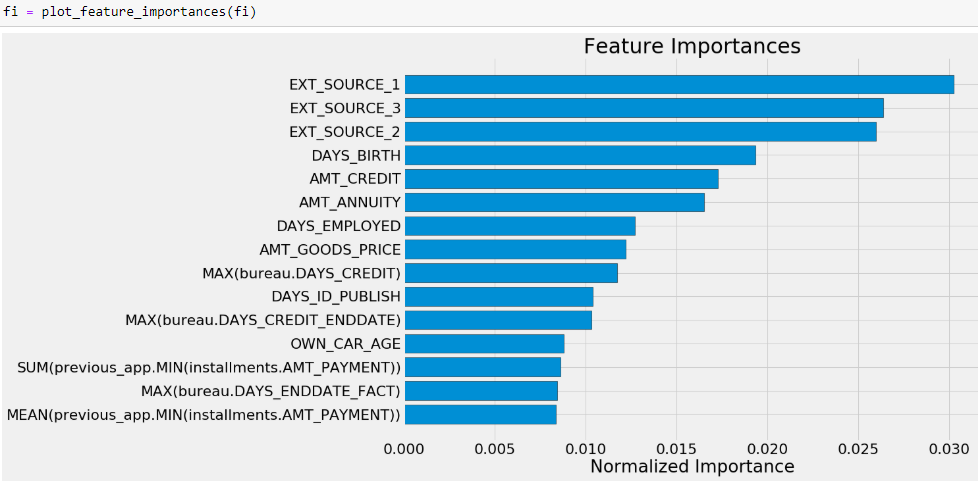 fi = plot_feature_importances(fi)
Feature Importances
EXT_SOURCE_1
EXT_SOURCE_3
EXT_SOURCE_2
DAYS_BIRTH
AMT_CREDIT
AMT_ANNUITY
DAYS_EMPLOYED
AMT_GOODS_PRICE
MAX(bureau.DAYS_CREDIT)
DAYS_ID_PUBLISH
MAX(bureau.DAYS_CREDIT_ENDDATE)
OWN_CAR_AGE
SUM(previous_app.MIN(installments.AMT_PAYMENT))
MAX(bureau.DAYS_ENDDATE_FACT)
MEAN(previous_app.MIN(installments.AMT_PAYMENT))
0.000 0.005 0.010 0.015 0.020 0.025 0.030
Normalized Importance